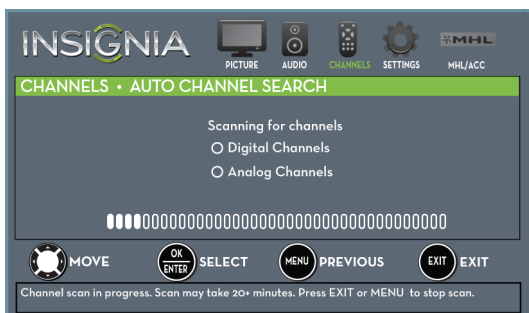 INSIGNIA
PICTURE AUDIO CHANNELS SETTINGS MHL MHL/ACC
CHANNELS • AUTO CHANNEL SEARCH
Scanning for channels
Digital Channels
Analog Channels
MOVE OK ENTER SELECT MENU PREVIOUS EXIT EXIT
Channel scan in progress. Scan may take 20+ minutes. Press EXIT or MENU to stop scan.